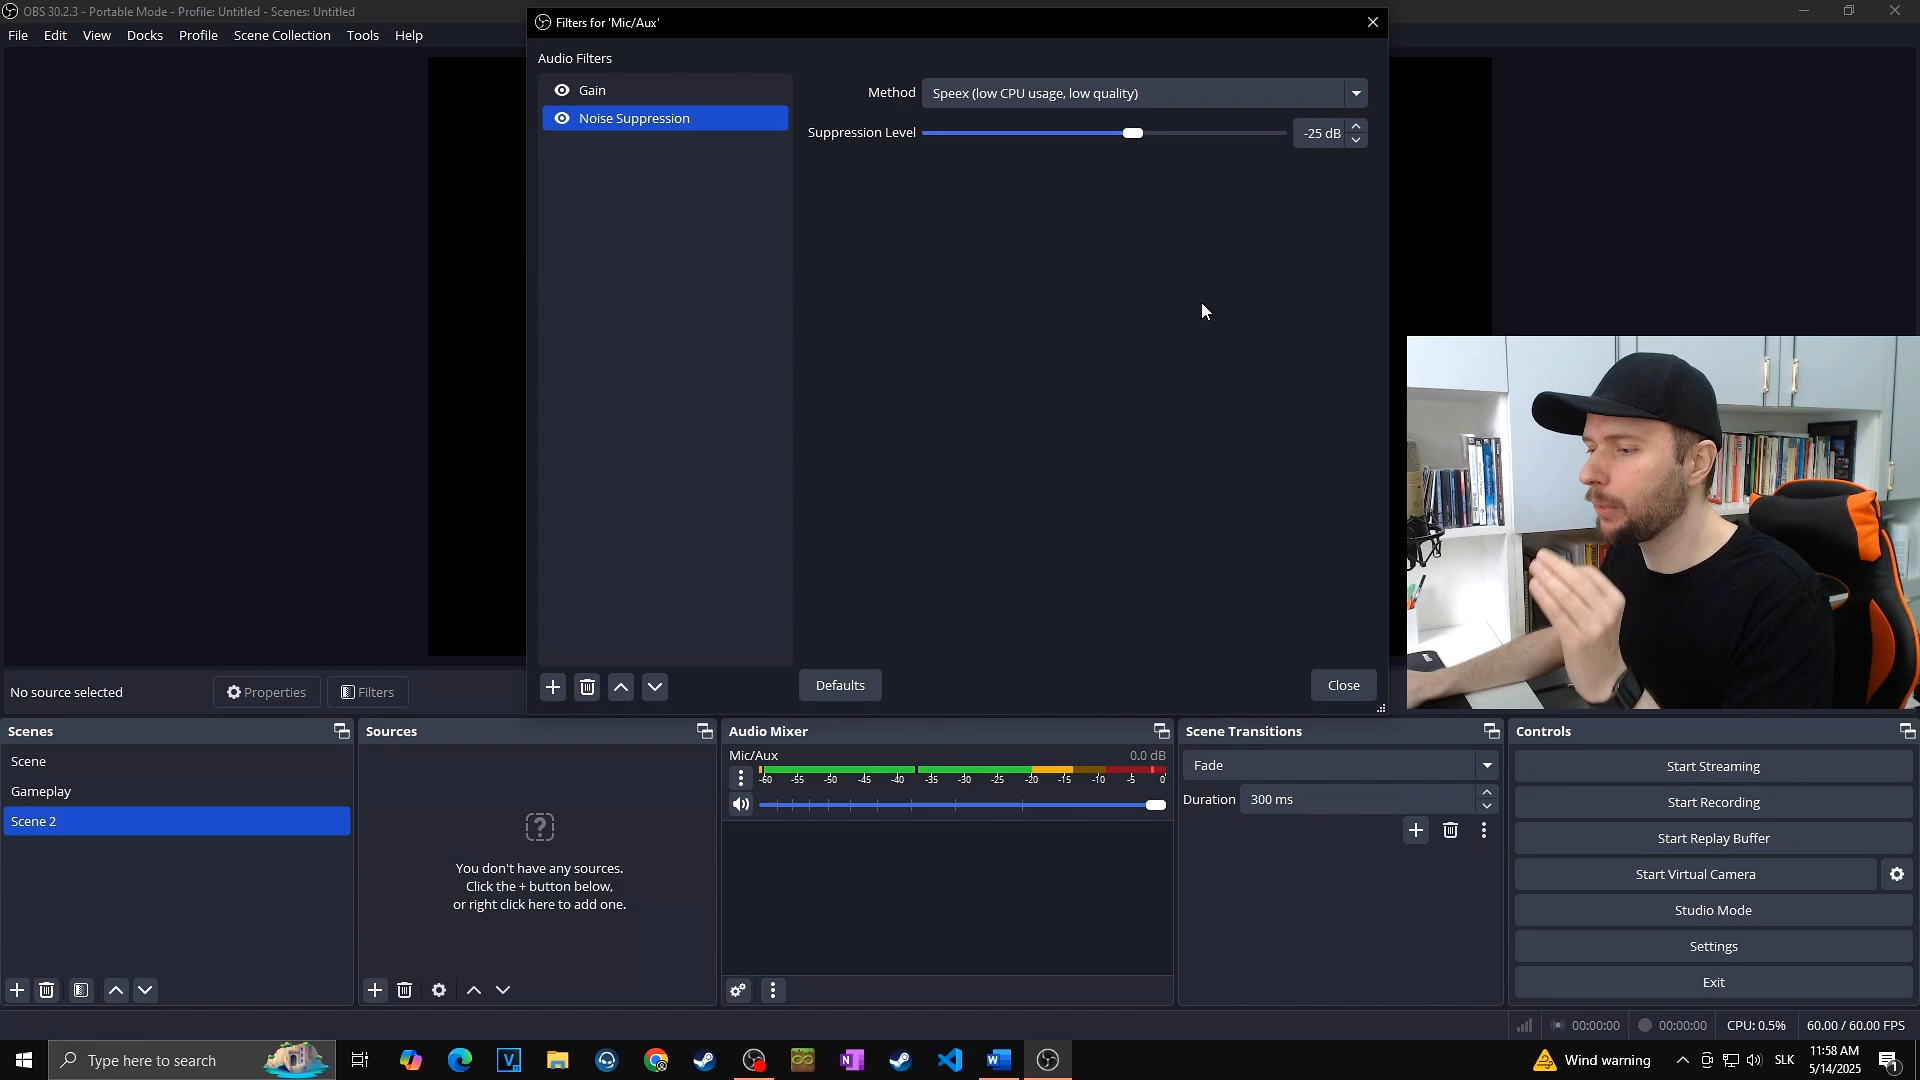 OBS 30.2.3 - Portable Mode - Profile: Untitled - Scenes: Untitled
File Edit View Docks Profile Scene Collection Tools Help
Filters for 'Mic/Aux'
Audio Filters
Gain
Noise Suppression
Method Speex (low CPU usage, low quality)
Suppression Level -25 dB
Defaults
Close
No source selected
Properties
Filters
Scenes
Scene
Gameplay
Scene 2
Sources
You don't have any sources.
Click the + button below,
or right click here to add one.
Audio Mixer
Mic/Aux 0.0 dB
-60 -55 -50 -45 -40 -35 -30 -25 -20 -15 -10 -5 0
Scene Transitions
Fade
Duration 300 ms
Controls
Start Streaming
Start Recording
Start Replay Buffer
Start Virtual Camera
Studio Mode
Settings
Exit
00:00:00 00:00:00 CPU: 0.5% 60.00 / 60.00 FPS
Type here to search
Wind warning
SLK
11:58 AM
5/14/2025
1